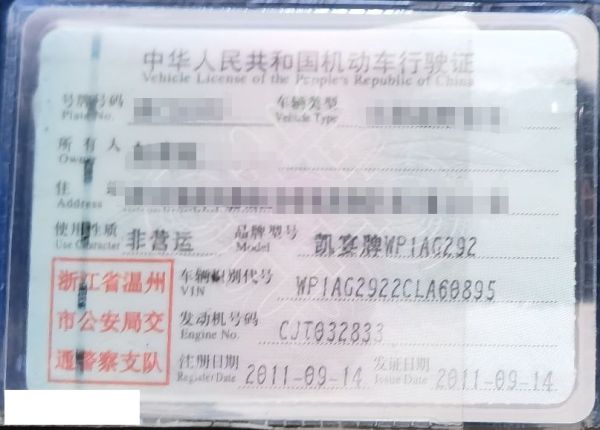 中华人民共和国机动车行驶证
Vehicle License of the People's Republic of China
号牌号码 车辆类型
Plate No. Vehicle Type
所有人
Owner
住 址
Address
使用性质 非营运 品牌型号 凯宴牌WP1AG292
Use Character Model
浙江省温州
市公安局交
通警察支队
车辆识别代号 WP1AG2922CLA60895
VIN
发动机号码 CJT032833
Engine No.
注册日期 2011-09-14 发证日期 2011-09-14
Register Date Issue Date